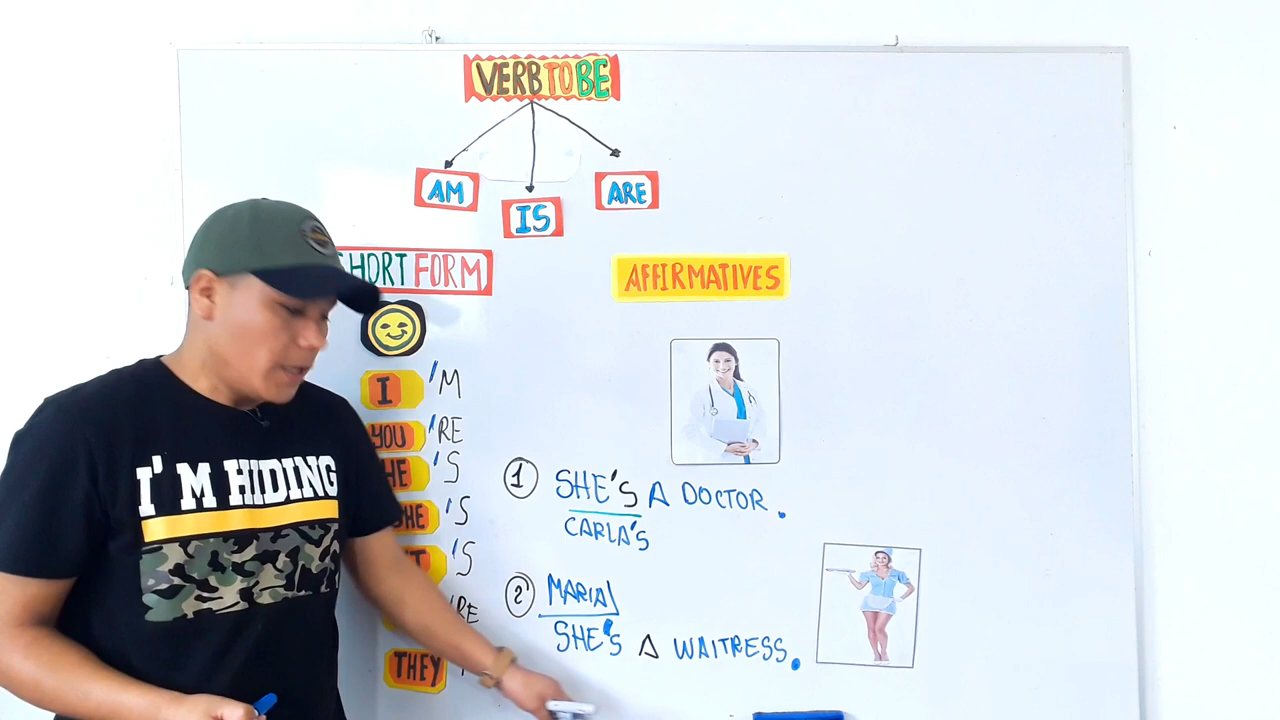 VERB TO BE
AM
IS
ARE
SHORT FORM
AFFIRMATIVES
I 'M
YOU 'RE
HE 'S
SHE 'S
'S
'RE
THEY
I'M HIDING
1 SHE'S A DOCTOR.
CARLA'S
2 MARIA
SHE'S A WAITRESS.